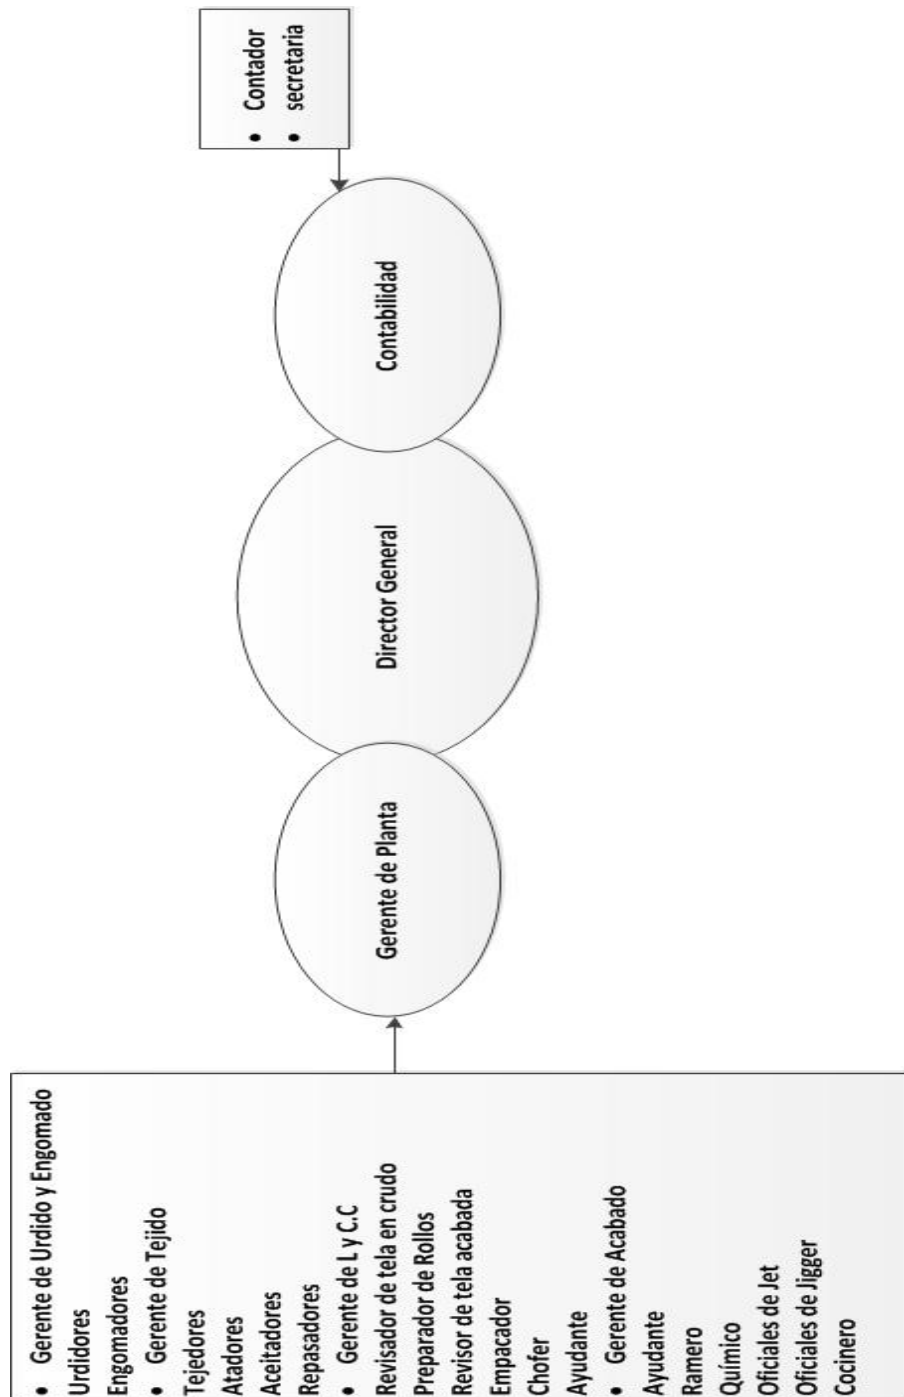 • Gerente de Urdido y Engomado
Urdidores
Engomadores
• Gerente de Tejido
Tejedores
Atadores
Aceitadores
Repasadores
• Gerente de L y C.C
Revisador de tela en crudo
Preparador de Rollos
Revisor de tela acabada
Empacador
Chofer
Ayudante
• Gerente de Acabado
Ayudante
Ramero
Químico
Oficiales de Jet
Oficiales de Jigger
Cocinero
Gerente de Planta
Director General
Contabilidad
• Contador
• secretaria